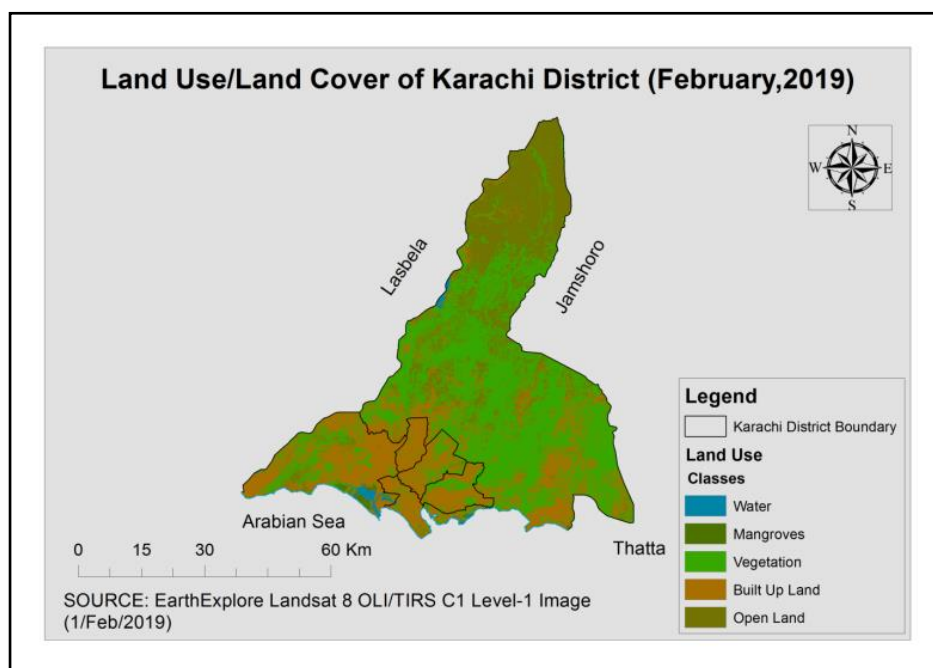 Land Use/Land Cover of Karachi District (February,2019)
N
W
E
S
Lasbela
Jamshoro
Legend
Karachi District Boundary
Land Use
Classes
Water
Mangroves
Vegetation
Built Up Land
Open Land
Arabian Sea
Thatta
0 15 30 60 Km
SOURCE: EarthExplore Landsat 8 OLI/TIRS C1 Level-1 Image
(1/Feb/2019)